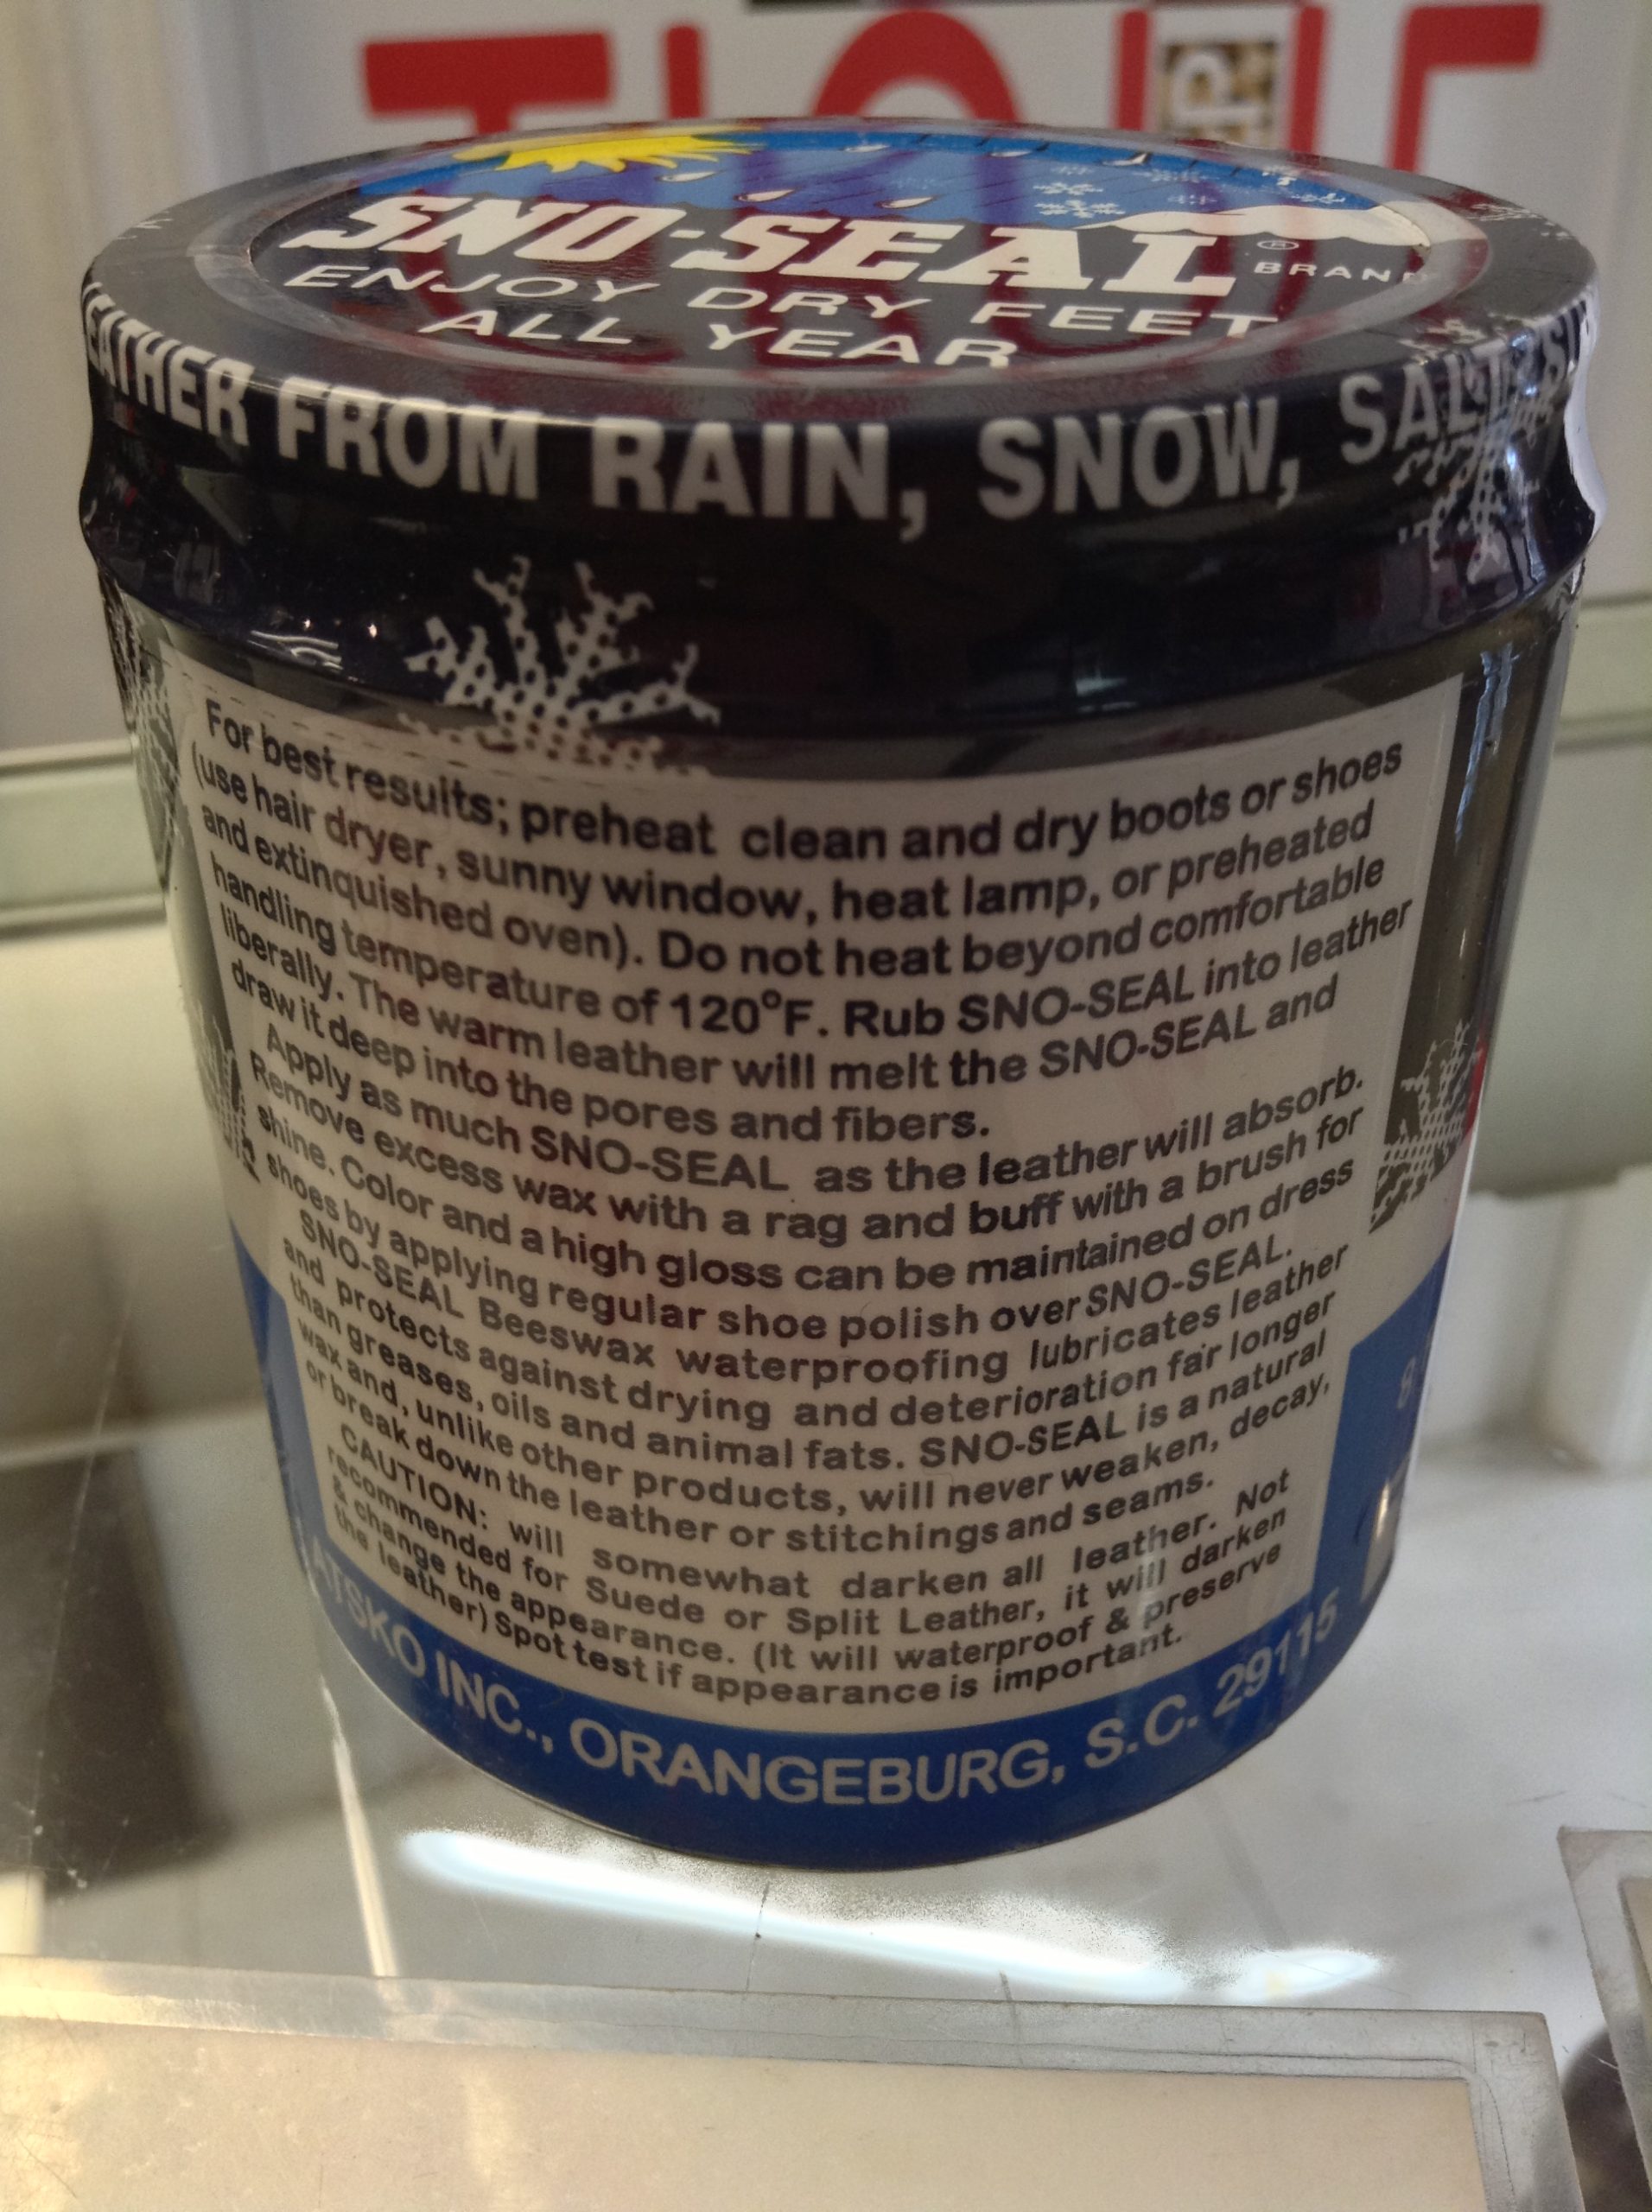 SNO-SEAL® BRAND
ENJOY DRY FEET
ALL YEAR
FROM RAIN, SNOW, SALT
For best results; preheat clean and dry boots or shoes
(use hair dryer, sunny window, heat lamp, or preheated
and extinquished oven). Do not heat beyond comfortable
handling temperature of 120°F. Rub SNO-SEAL into leather
liberally. The warm leather will melt the SNO-SEAL and
draw it deep into the pores and fibers.
Apply as much SNO-SEAL as the leather will absorb.
Remove excess wax with a rag and buff with a brush for
shine. Color and a high gloss can be maintained on dress
shoes by applying regular shoe polish over SNO-SEAL.
SNO-SEAL Beeswax waterproofing lubricates leather
and protects against drying and deterioration far longer
than greases, oils and animal fats. SNO-SEAL is a natural
wax and, unlike other products, will never weaken, decay,
or break down the leather or stitchings and seams.
CAUTION: will somewhat darken all leather. Not
recommended for Suede or Split Leather, it will darken
& change the appearance. (It will waterproof & preserve
the leather) Spot test if appearance is important.
ATSKO INC., ORANGEBURG, S.C. 29115